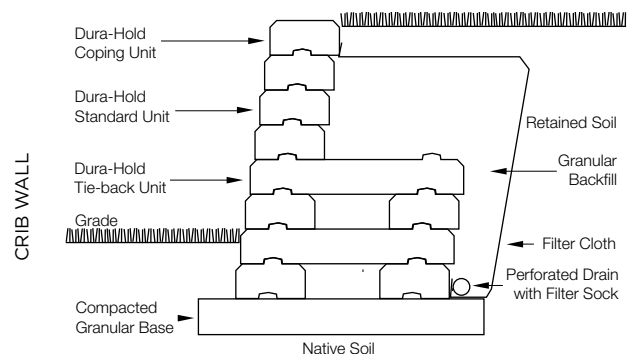 CRIB WALL
Dura-Hold
Coping Unit
Dura-Hold
Standard Unit
Dura-Hold
Tie-back Unit
Grade
Compacted
Granular Base
Retained Soil
Granular
Backfill
Filter Cloth
Perforated Drain
with Filter Sock
Native Soil